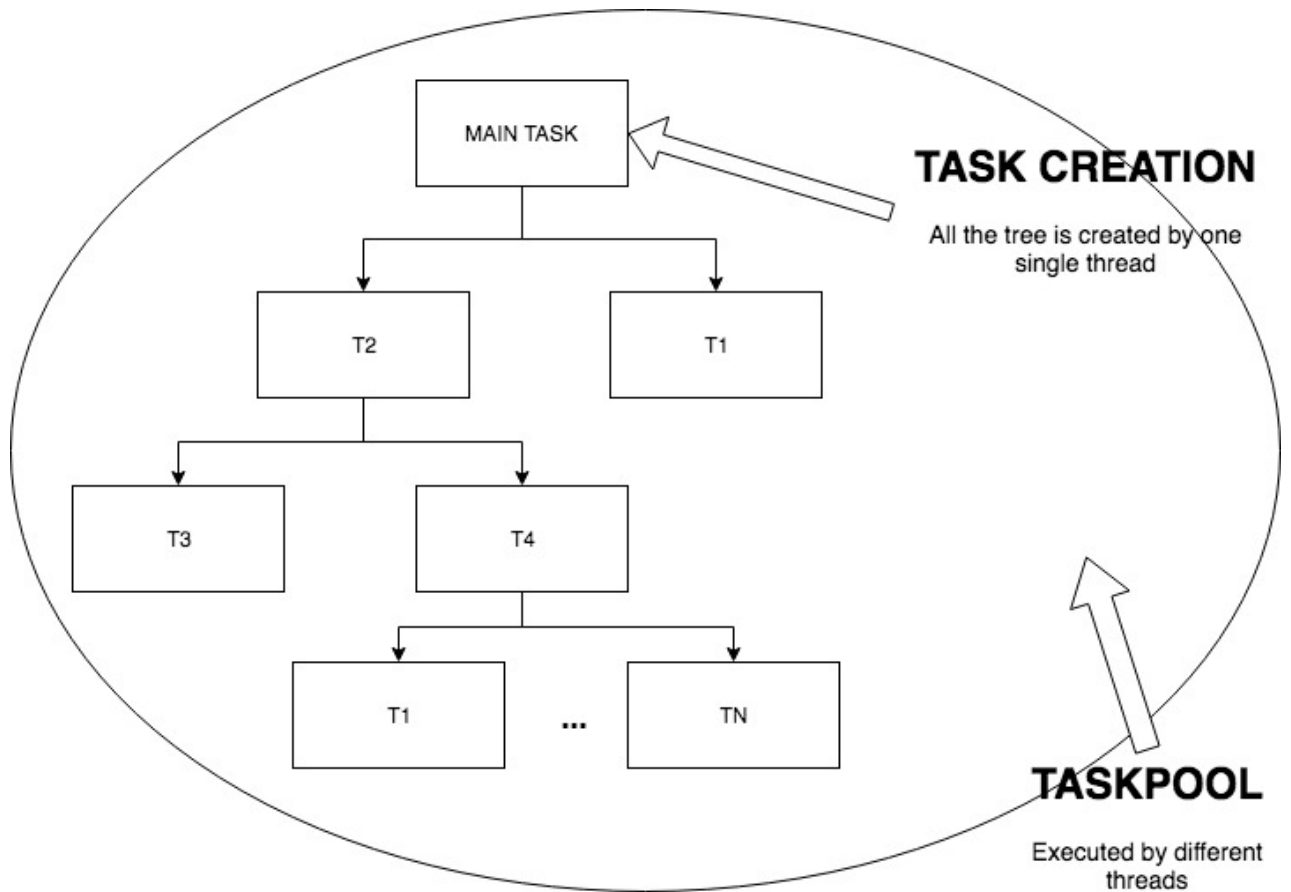 MAIN TASK
TASK CREATION
All the tree is created by one
single thread
T2
T1
T3
T4
T1
...
TN
TASKPOOL
Executed by different
threads